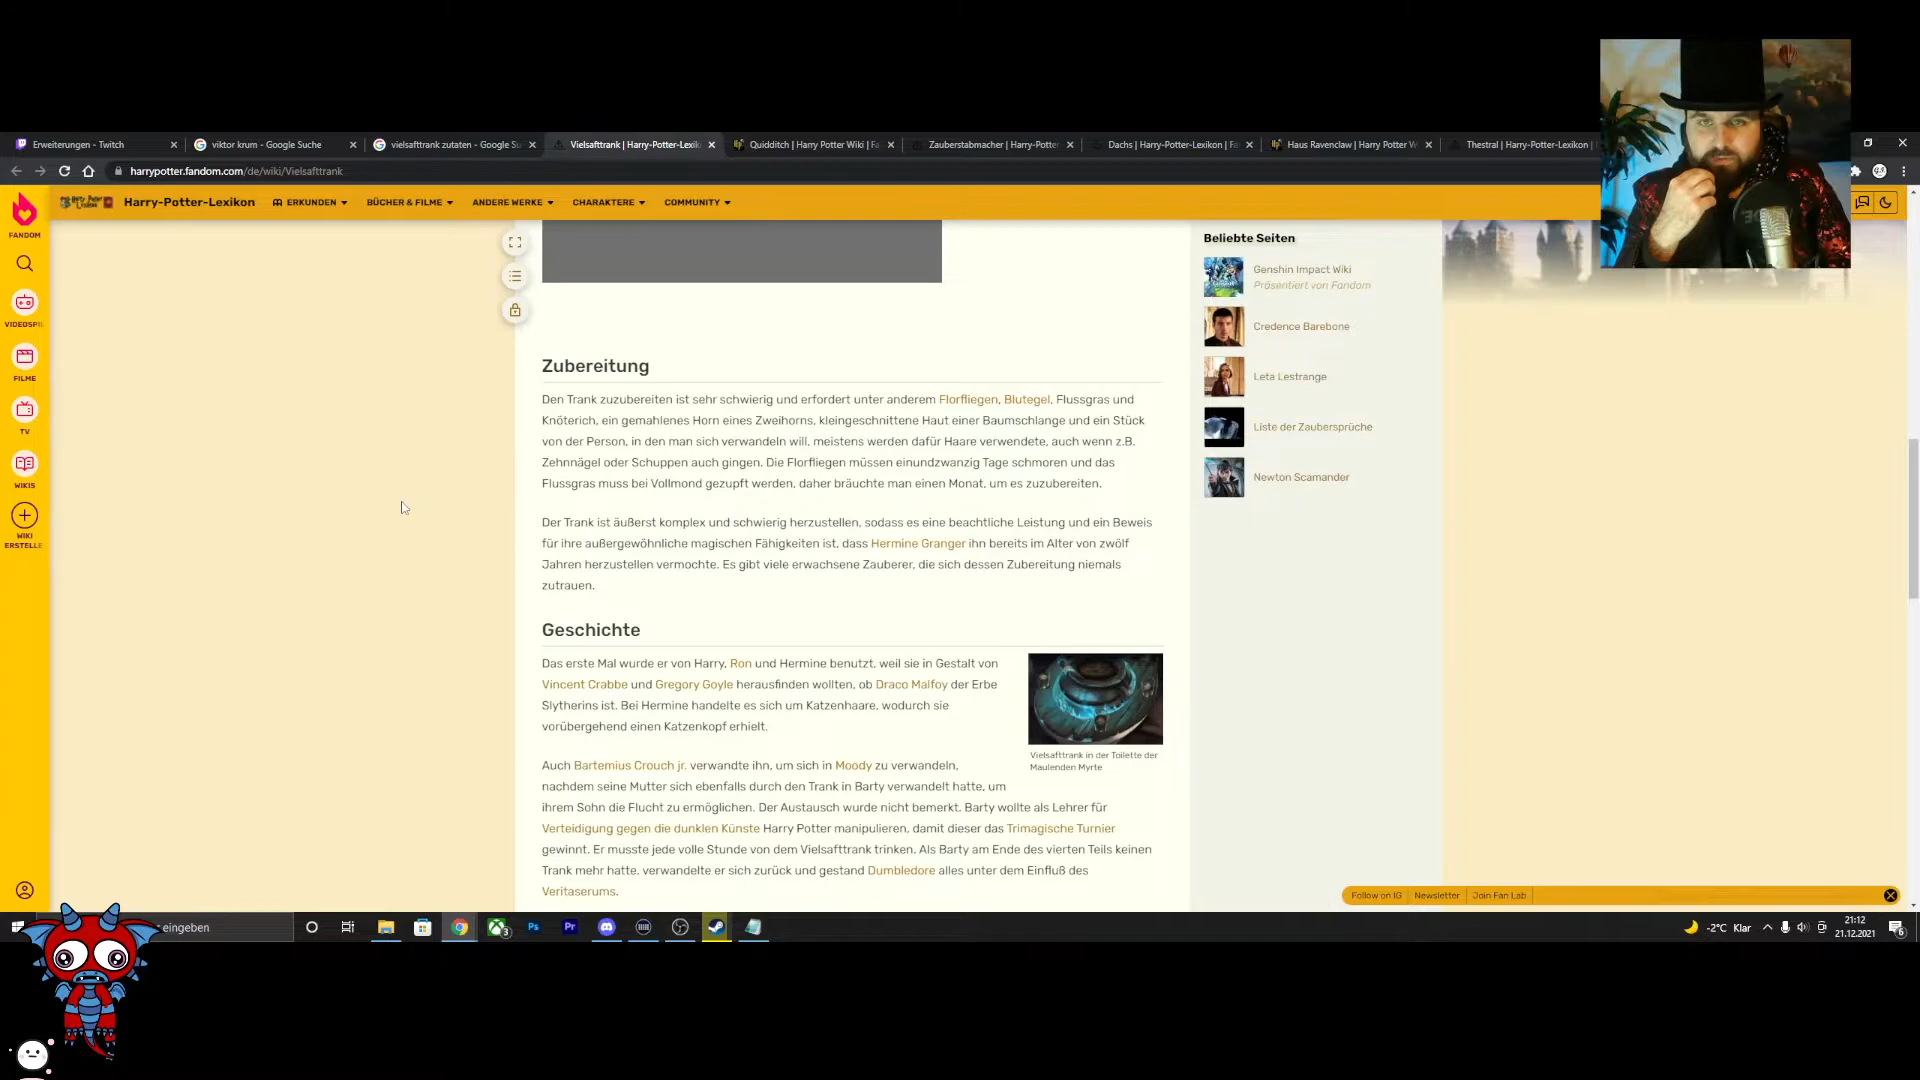 Erweiterungen - Twitch
viktor krum - Google Suche
vielsafttrank zutaten - Google Su
Vielsafttrank | Harry-Potter-Lexik
Quidditch | Harry Potter Wiki | Fa
Zauberstabmacher | Harry-Potter-
Dachs | Harry-Potter-Lexikon | Fa
Haus Ravenclaw | Harry Potter W
Thestral | Harry-Potter-Lexikon |
harrypotter.fandom.com/de/wiki/Vielsafttrank
Harry-Potter-Lexikon
ERKUNDEN
BÜCHER & FILME
ANDERE WERKE
CHARAKTERE
COMMUNITY
FANDOM
VIDEOSPI
FILME
TV
WIKIS
WIKI
ERSTELLE
Zubereitung
Den Trank zuzubereiten ist sehr schwierig und erfordert unter anderem Florfliegen, Blutegel, Flussgras und
Knöterich, ein gemahlenes Horn eines Zweihorns, kleingeschnittene Haut einer Baumschlange und ein Stück
von der Person, in den man sich verwandeln will, meistens werden dafür Haare verwendete, auch wenn z.B.
Zehnnägel oder Schuppen auch gingen. Die Florfliegen müssen einundzwanzig Tage schmoren und das
Flussgras muss bei Vollmond gezupft werden, daher bräuchte man einen Monat, um es zuzubereiten.
Der Trank ist äußerst komplex und schwierig herzustellen, sodass es eine beachtliche Leistung und ein Beweis
für ihre außergewöhnliche magischen Fähigkeiten ist, dass Hermine Granger ihn bereits im Alter von zwölf
Jahren herzustellen vermochte. Es gibt viele erwachsene Zauberer, die sich dessen Zubereitung niemals
zutrauen.
Geschichte
Das erste Mal wurde er von Harry, Ron und Hermine benutzt, weil sie in Gestalt von
Vincent Crabbe und Gregory Goyle herausfinden wollten, ob Draco Malfoy der Erbe
Slytherins ist. Bei Hermine handelte es sich um Katzenhaare, wodurch sie
vorübergehend einen Katzenkopf erhielt.
Vielsafttrank in der Toilette der
Maulenden Myrte
Auch Bartemius Crouch jr. verwandte ihn, um sich in Moody zu verwandeln,
nachdem seine Mutter sich ebenfalls durch den Trank in Barty verwandelt hatte, um
ihrem Sohn die Flucht zu ermöglichen. Der Austausch wurde nicht bemerkt. Barty wollte als Lehrer für
Verteidigung gegen die dunklen Künste Harry Potter manipulieren, damit dieser das Trimagische Turnier
gewinnt. Er musste jede volle Stunde von dem Vielsafttrank trinken. Als Barty am Ende des vierten Teils keinen
Trank mehr hatte, verwandelte er sich zurück und gestand Dumbledore alles unter dem Einfluß des
Veritaserums.
Beliebte Seiten
Genshin Impact Wiki
Präsentiert von Fandom
Credence Barebone
Leta Lestrange
Liste der Zaubersprüche
Newton Scamander
Follow on IG
Newsletter
Join Fan Lab
eingeben
Ps
Pr
-2°C Klar
21:12
21.12.2021